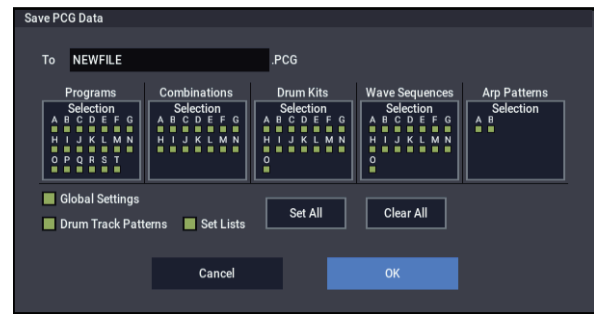 Save PCG Data
To NEWFILE .PCG
Programs Combinations Drum Kits Wave Sequences Arp Patterns
Selection Selection Selection Selection Selection
A B C D E F G A B C D E F G A B C D E F G A B C D E F G A B
H I J K L M N H I J K L M N H I J K L M N H I J K L M N
O P Q R S T O O
Global Settings
Drum Track Patterns Set Lists Set All Clear All
Cancel OK